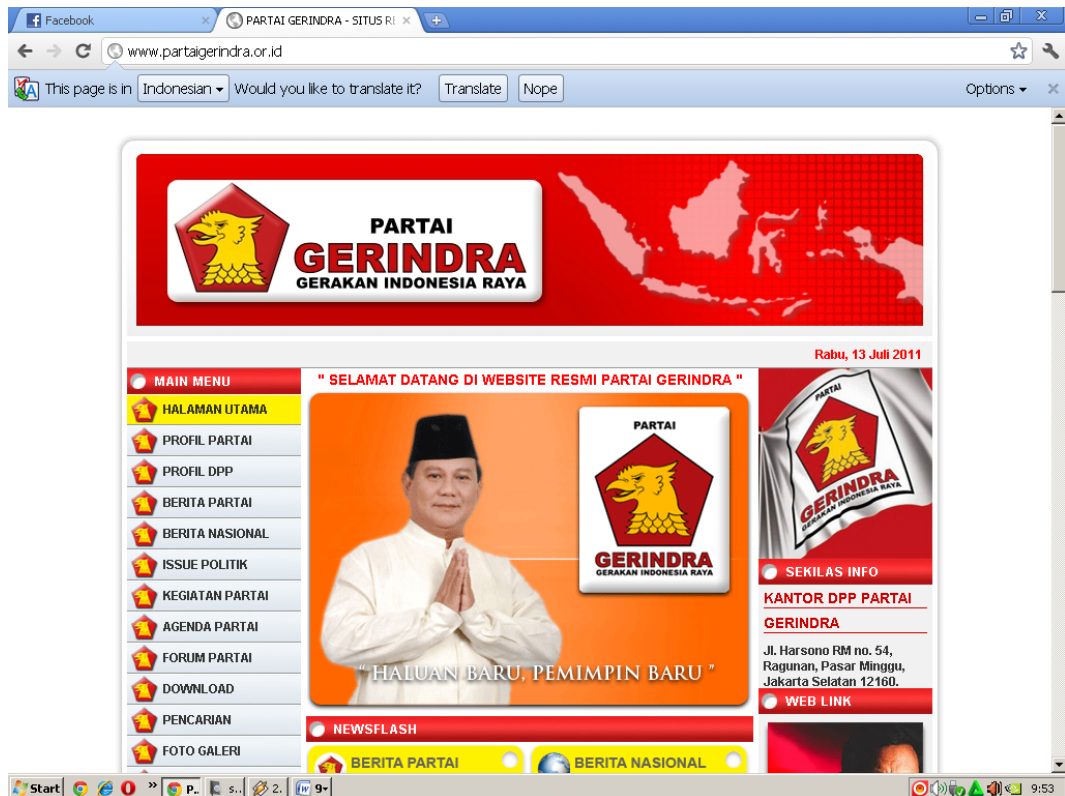 Facebook
PARTAI GERINDRA - SITUS RE
www.partaigerindra.or.id
This page is in Indonesian Would you like to translate it? Translate Nope Options
PARTAI
GERINDRA
GERAKAN INDONESIA RAYA
Rabu, 13 Juli 2011
MAIN MENU
HALAMAN UTAMA
PROFIL PARTAI
PROFIL DPP
BERITA PARTAI
BERITA NASIONAL
ISSUE POLITIK
KEGIATAN PARTAI
AGENDA PARTAI
FORUM PARTAI
DOWNLOAD
PENCARIAN
FOTO GALERI
" SELAMAT DATANG DI WEBSITE RESMI PARTAI GERINDRA "
PARTAI
GERINDRA
GERAKAN INDONESIA RAYA
" HALUAN BARU, PEMIMPIN BARU "
NEWSFLASH
BERITA PARTAI
BERITA NASIONAL
PARTAI
GERINDRA
GERAKAN INDONESIA RAYA
SEKILAS INFO
KANTOR DPP PARTAI
GERINDRA
Jl. Harsono RM no. 54,
Ragunan, Pasar Minggu,
Jakarta Selatan 12160.
WEB LINK
Start » P.. s.. 2. 9 9:53